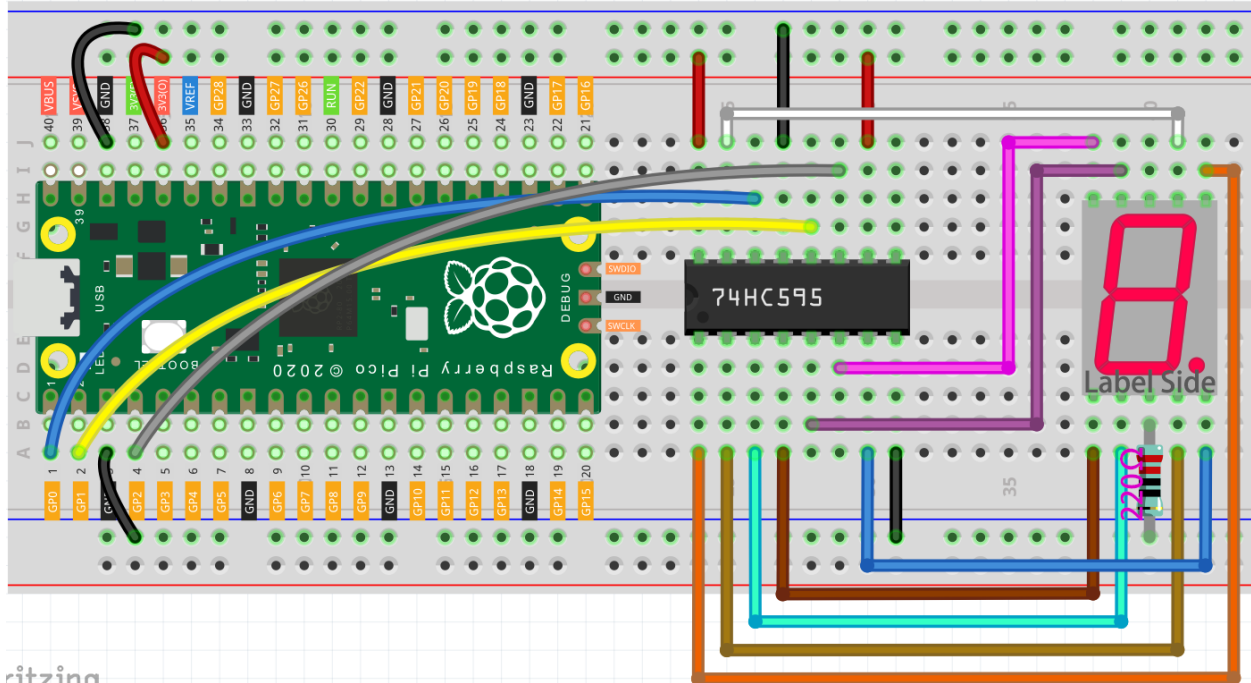 VBUS
VSYS
GND
3V3(E)
3V3(O)
VREF
GP28
GND
GP27
GP26
RUN
GP22
GND
GP21
GP20
GP19
GP18
GND
GP17
GP16
40 39 38 37 36 35 34 33 32 31 30 29 28 27 26 25 24 23 22 21
J
I
H
G
F
39
USB
DEBUG
SWDIO
GND
SWCLK
74HC595
E
D
C
B
A
LED
BOOTSEL
Raspberry Pi Pico © 2020
1
2
Label Side
220Ω
35
1 2 3 4 5 6 7 8 9 10 11 12 13 14 15 16 17 18 19 20
GP0
GP1
GND
GP2
GP3
GP4
GP5
GND
GP6
GP7
GP8
GP9
GND
GP10
GP11
GP12
GP13
GND
GP14
GP15